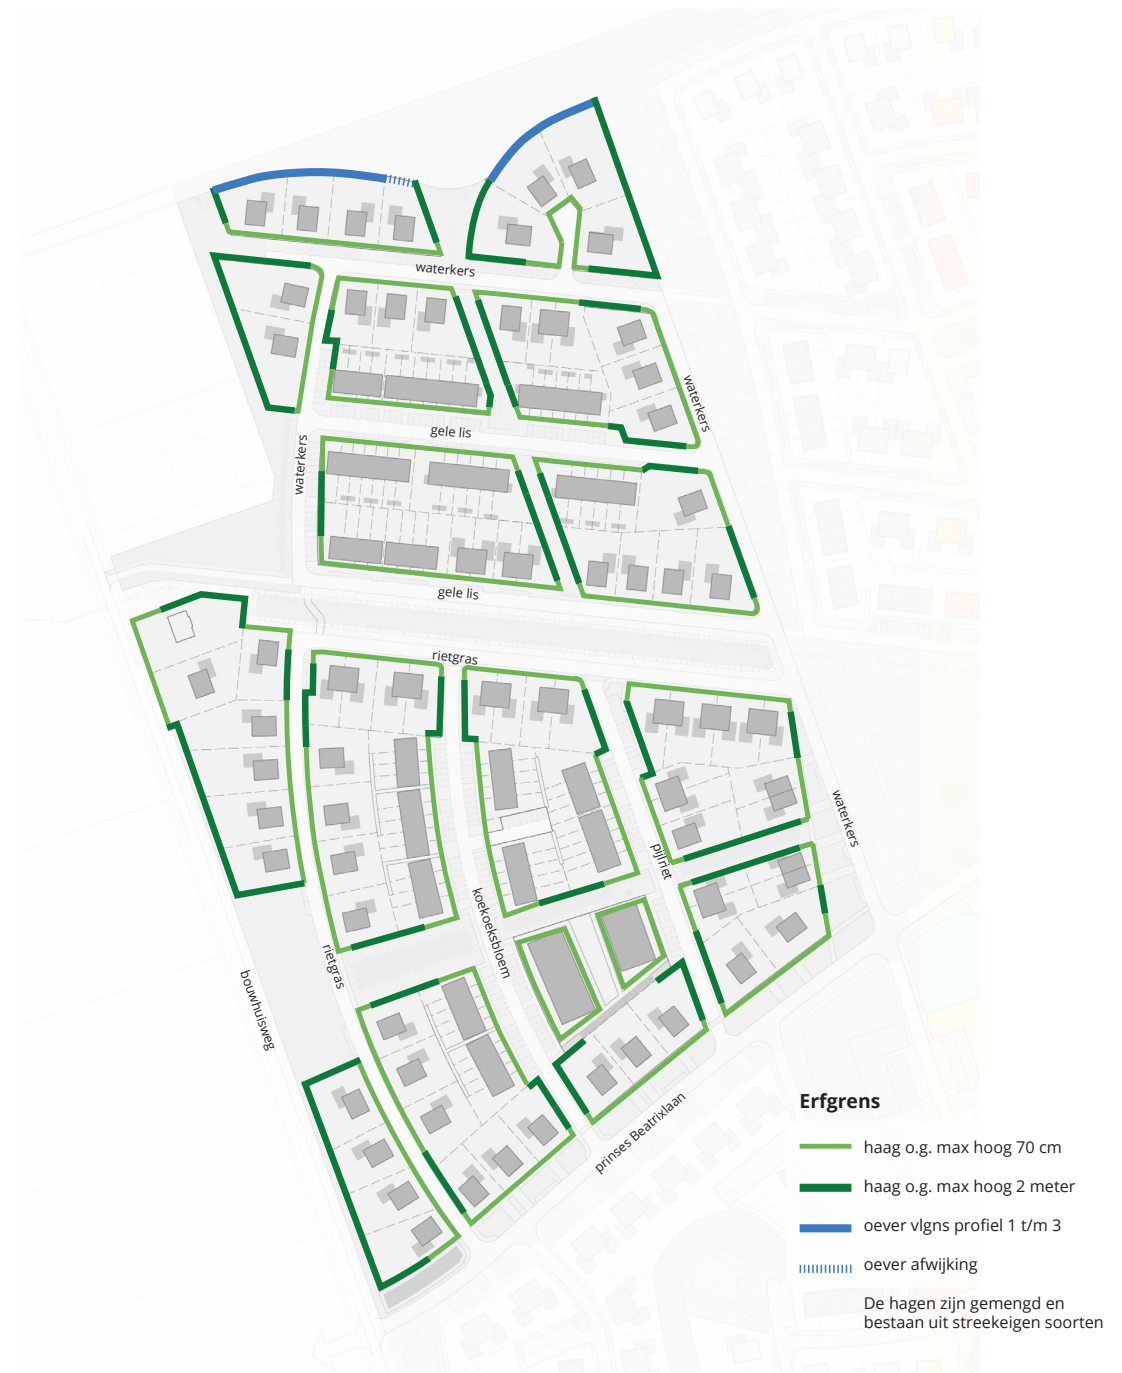 waterkers
waterkers
gele lis
waterkers
gele lis
rietgras
waterkers
pijlriet
koekoeksbloem
rietgras
bouwhuisweg
prinses Beatrixlaan
Erfgrens
haag o.g. max hoog 70 cm
haag o.g. max hoog 2 meter
oever vlgns profiel 1 t/m 3
oever afwijking
De hagen zijn gemengd en
bestaan uit streekeigen soorten